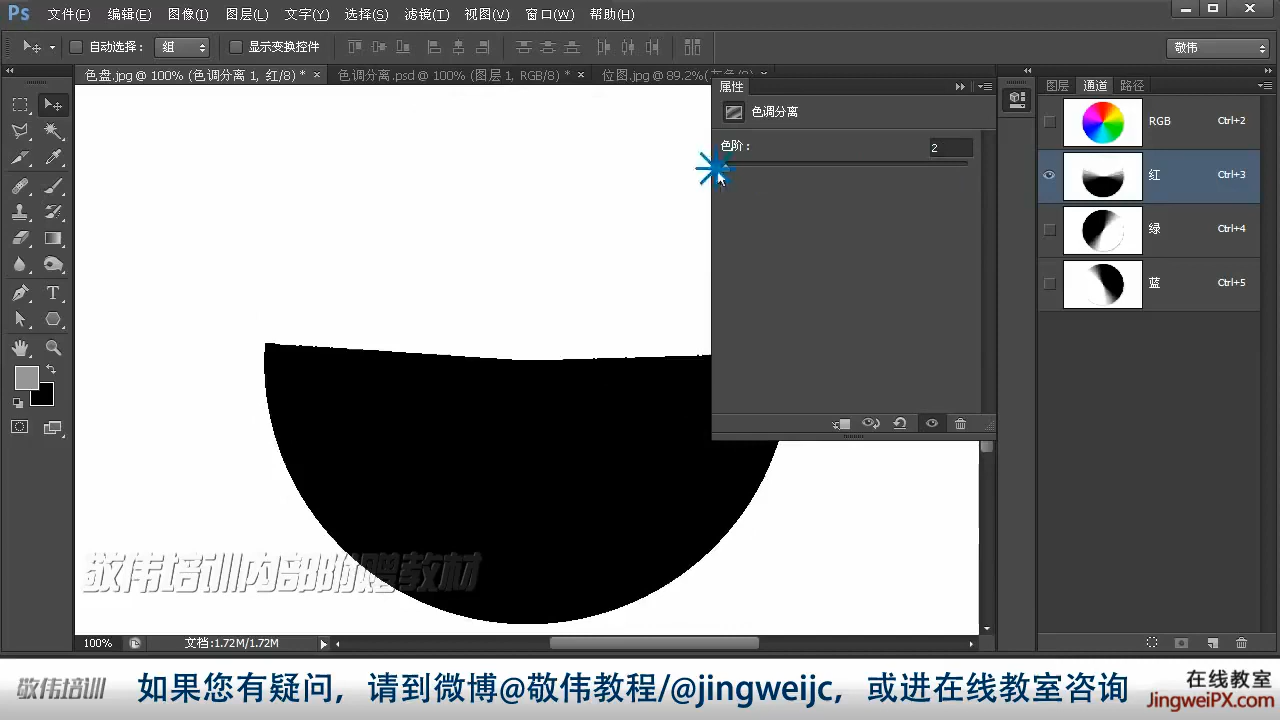 Ps 文件(F) 编辑(E) 图像(I) 图层(L) 文字(Y) 选择(S) 滤镜(T) 视图(V) 窗口(W) 帮助(H)
自动选择： 组 显示变换控件 敬伟
色盘.jpg @ 100% (色调分离 1, 红/8) * × 色调分离.psd @ 100% (图层 1, RGB/8) * × 位图.jpg @ 89.2%(
属性
色调分离
色阶： 2
图层 通道 路径
RGB Ctrl+2
红 Ctrl+3
绿 Ctrl+4
蓝 Ctrl+5
敬伟培训内部附赠教材
100% 文档:1.72M/1.72M
敬伟培训 如果您有疑问，请到微博@敬伟教程/@jingweijc，或进在线教室咨询
在线教室
JingweiPX.com